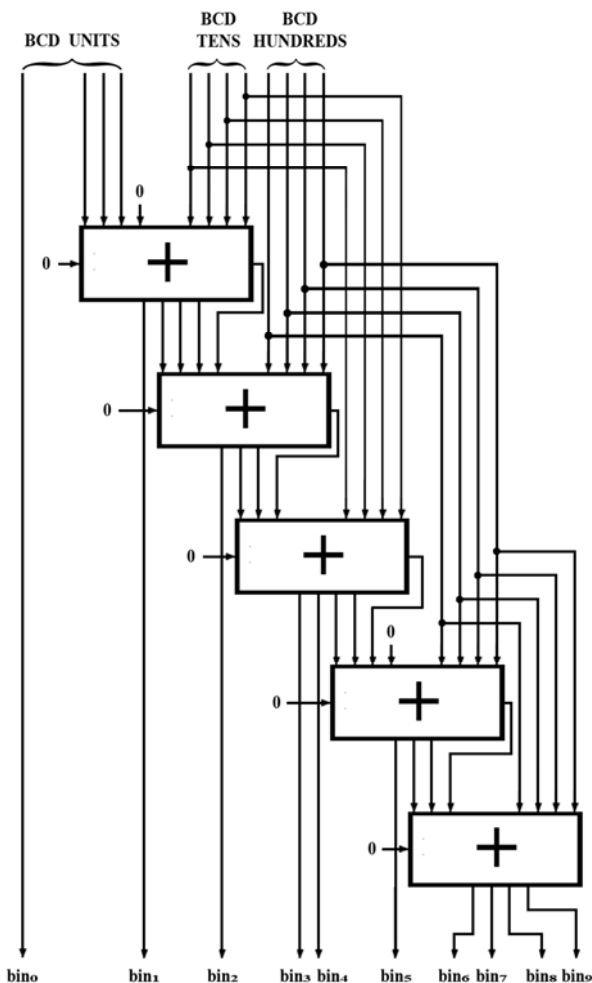 BCD UNITS
BCD
TENS
BCD
HUNDREDS
0
0 +
0 +
0 +
0
0 +
0 +
bin₀ bin₁ bin₂ bin₃ bin₄ bin₅ bin₆ bin₇ bin₈ bin₉